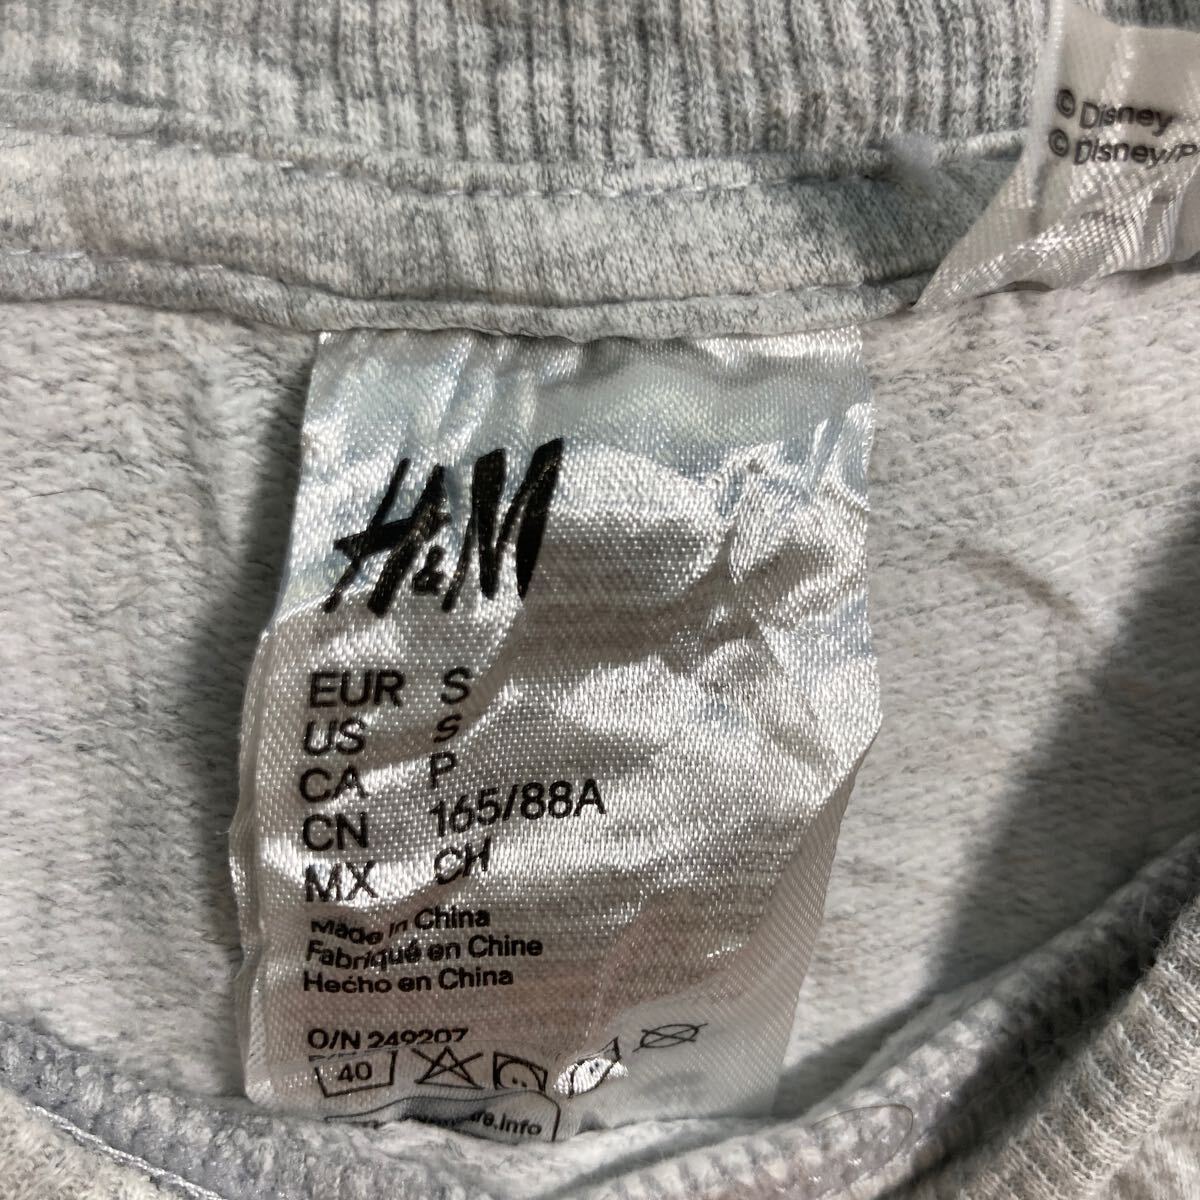 © Disney
© Disney/P
H&M
EUR S
US S
CA P
CN 165/88A
MX CH
Made in China
Fabriqué en Chine
Hecho en China
O/N 249207
40
.Info